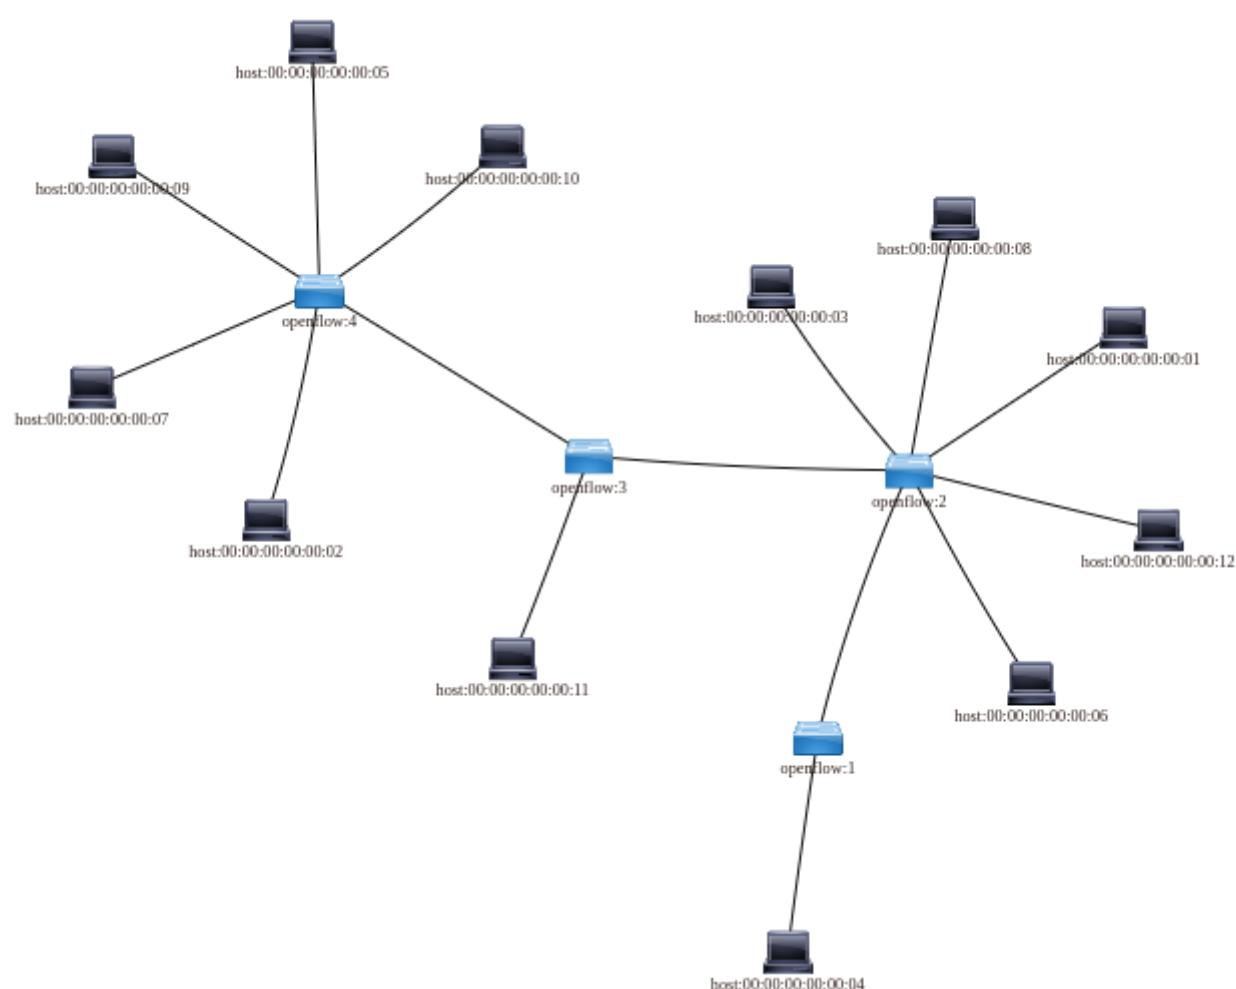 host:00:00:00:00:00:05
host:00:00:00:00:00:09
host:00:00:00:00:00:10
host:00:00:00:00:00:08
host:00:00:00:00:00:03
openflow:4
host:00:00:00:00:00:01
host:00:00:00:00:00:07
openflow:3
openflow:2
host:00:00:00:00:00:02
host:00:00:00:00:00:12
host:00:00:00:00:00:11
host:00:00:00:00:00:06
openflow:1
host:00:00:00:00:00:04